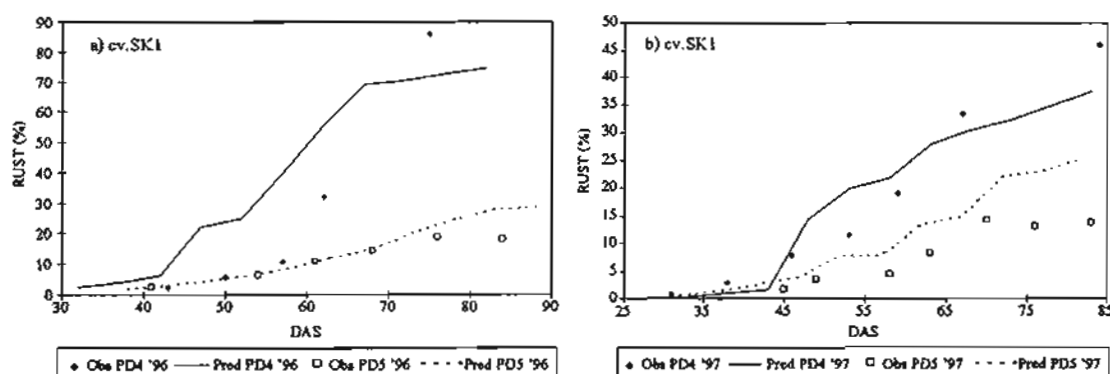 a) cv.SK1
RUST (%)
90
80
70
60
50
40
30
20
10
0
30 40 50 60 70 80 90
DAS
Obs PD4 '96 Pred PD4 '96 Obs PD5 '96 Pred PD5 '96
b) cv.SK1
RUST (%)
50
45
40
35
30
25
20
15
10
5
0
25 35 45 55 65 75 85
DAS
Obs PD4 '97 Pred PD4 '97 Obs PD5 '97 Pred PD5 '97